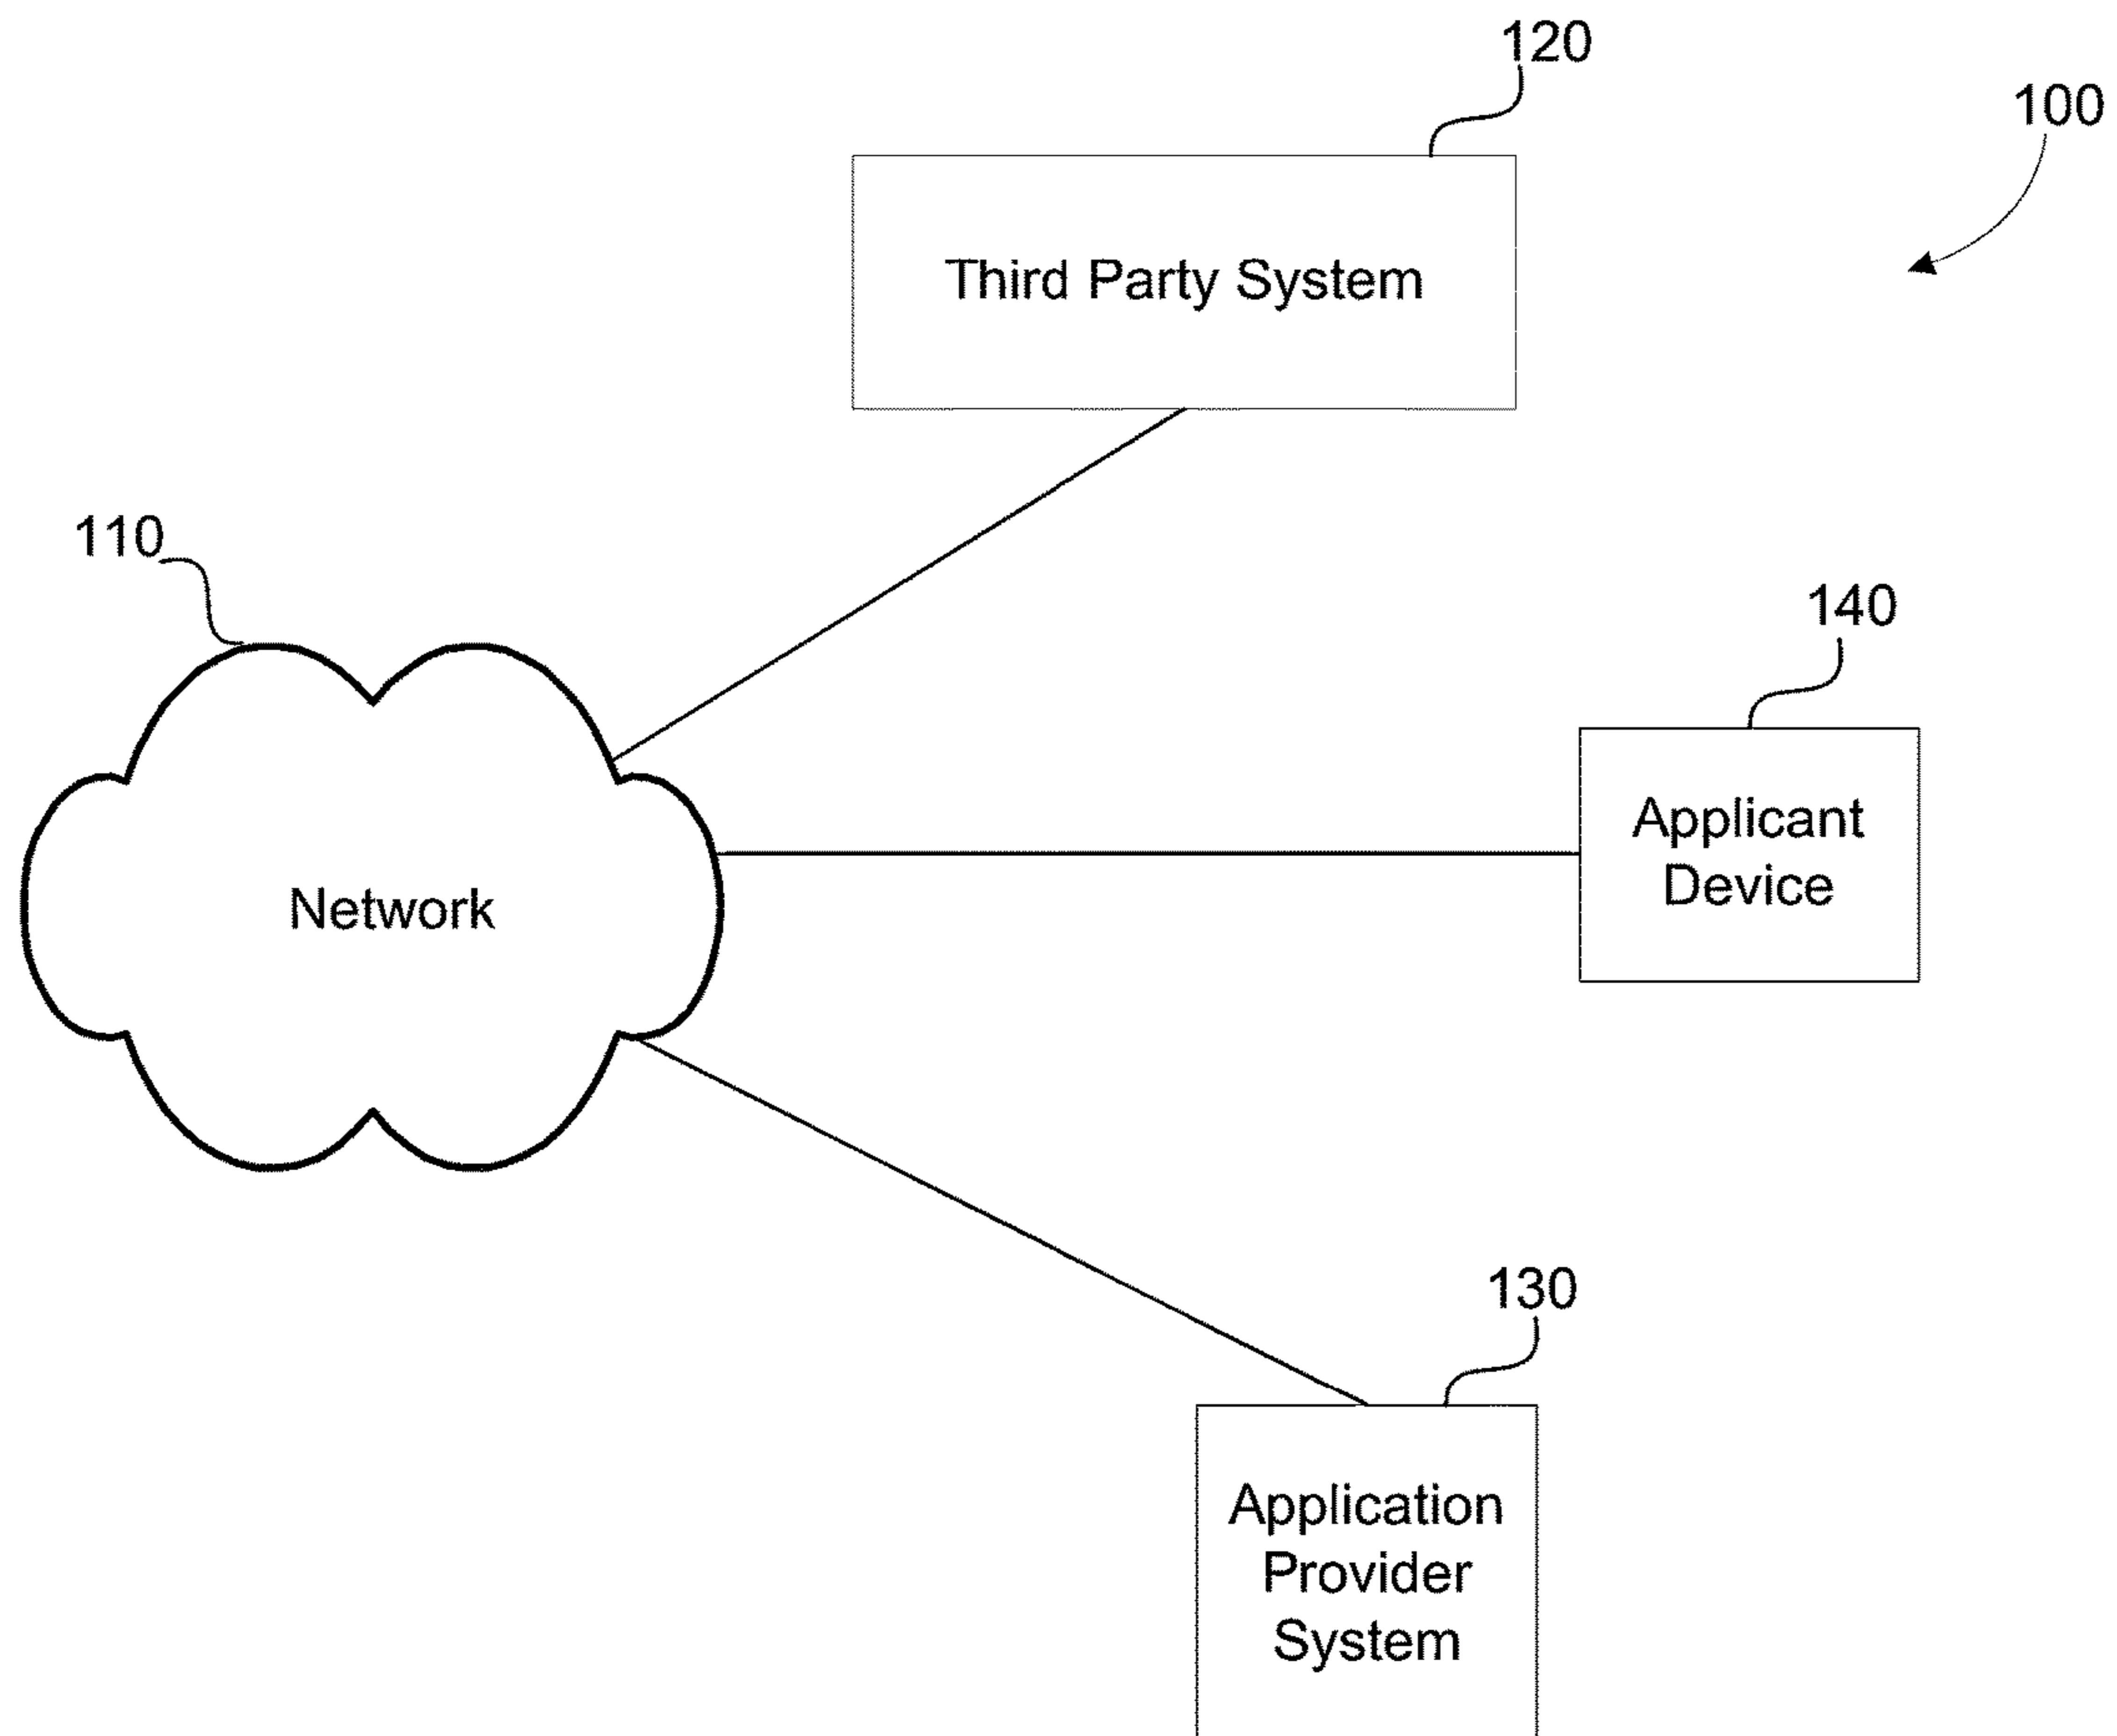 120
100
Third Party System
110
140
Applicant
Device
Network
130
Application
Provider
System